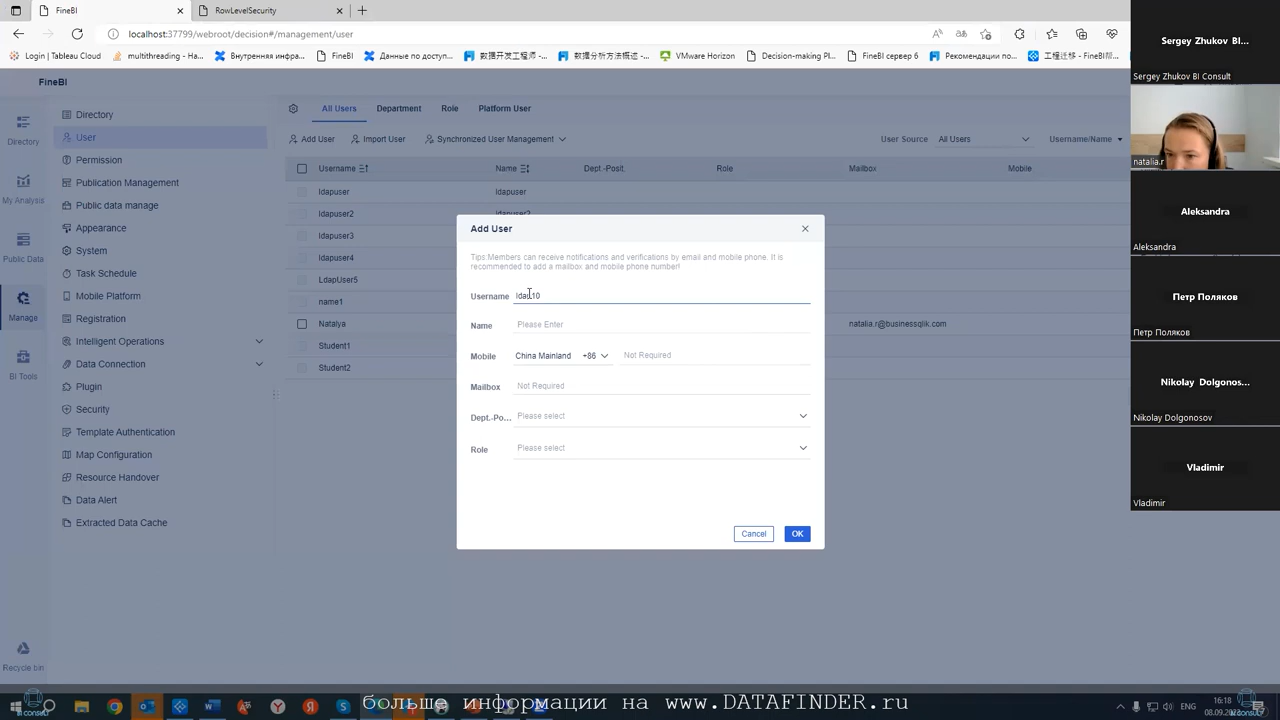 FineBI
RowLevelSecurity
localhost:37799/webroot/decision#/management/user
Login | Tableau Cloud
multithreading - Ha...
Внутренняя инфра...
Данные по доступ...
数据开发工程师 -...
数据分析方法概述 -...
VMware Horizon
Decision-making Pl...
FineBI сервер 6
Рекомендации по...
工程迁移 - FineBI帮...
FineBI
Directory
My Analysis
Public Data
Manage
BI Tools
Recycle bin
Directory
User
Permission
Publication Management
Public data manage
Appearance
System
Task Schedule
Mobile Platform
Registration
Intelligent Operations
Data Connection
Plugin
Security
Template Authentication
Map Configuration
Resource Handover
Data Alert
Extracted Data Cache
All Users Department Role Platform User
Add User Import User Synchronized User Management User Source All Users Username/Name
Username Name Dept.-Posit. Role Mailbox Mobile
ldapuser ldapuser
ldapuser2 ldapuser2
ldapuser3
ldapuser4
LdapUser5
name1
Natalya natalia.r@businessqlik.com
Student1
Student2
Add User
Tips:Members can receive notifications and verifications by email and mobile phone. It is
recommended to add a mailbox and mobile phone number!
Username ldap10
Name Please Enter
Mobile China Mainland +86 Not Required
Mailbox Not Required
Dept.-Po... Please select
Role Please select
Cancel OK
Sergey Zhukov BI...
Sergey Zhukov BI Consult
natalia.r
Aleksandra
Aleksandra
Петр Поляков
Петр Поляков
Nikolay Dolgonos...
Nikolay Dolgonosov
Vladimir
Vladimir
больше информации на www.DATAFINDER.ru
ENG
16:18